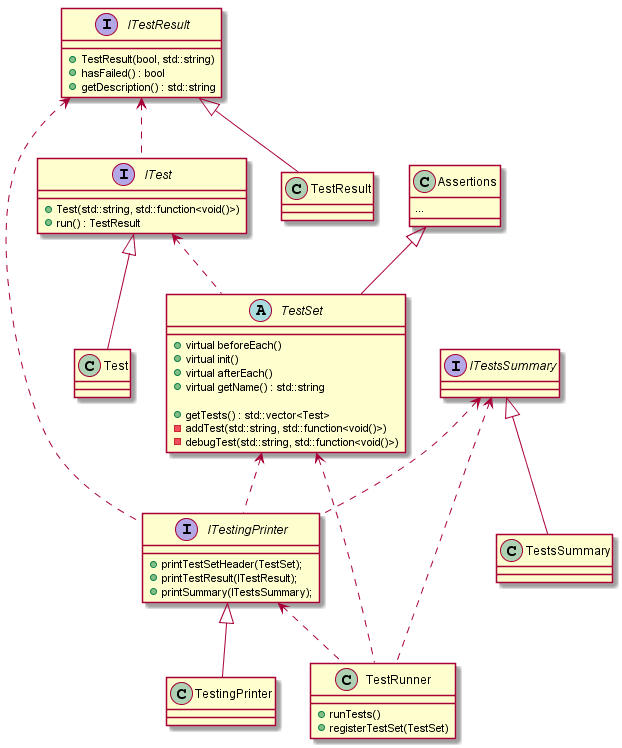 I ITestResult
TestResult(bool, std::string)
hasFailed() : bool
getDescription() : std::string
I ITest
Test(std::string, std::function<void()>)
run() : TestResult
C TestResult
C Assertions
...
A TestSet
virtual beforeEach()
virtual init()
virtual afterEach()
virtual getName() : std::string
getTests() : std::vector<Test>
addTest(std::string, std::function<void()>)
debugTest(std::string, std::function<void()>)
C Test
I ITestsSummary
I ITestingPrinter
printTestSetHeader(TestSet);
printTestResult(ITestResult);
printSummary(ITestsSummary);
C TestsSummary
C TestingPrinter
C TestRunner
runTests()
registerTestSet(TestSet)